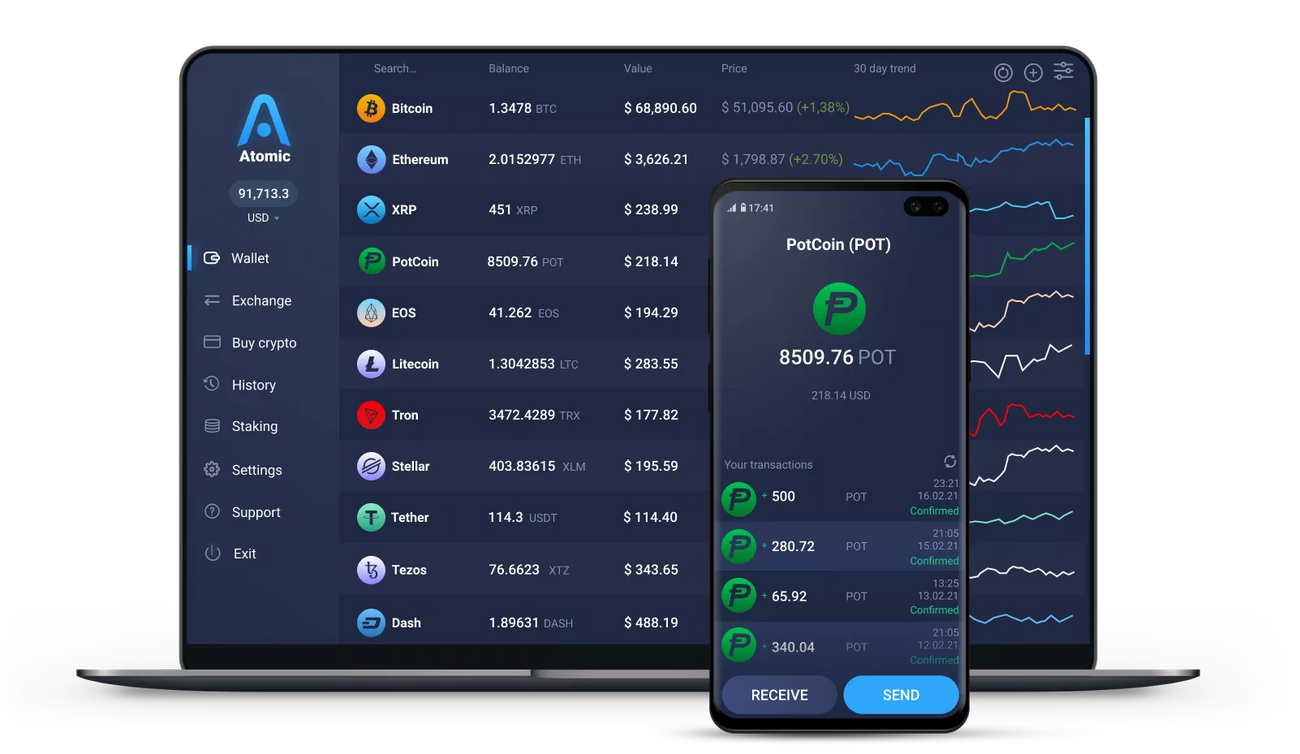 Atomic
91,713.3
USD
Wallet
Exchange
Buy crypto
History
Staking
Settings
Support
Exit
Search... Balance Value Price 30 day trend
Bitcoin 1.3478 BTC $ 68,890.60 $ 51,095.60 (+1,38%)
Ethereum 2.0152977 ETH $ 3,626.21 $ 1,798.87 (+2.70%)
XRP 451 XRP $ 238.99
PotCoin 8509.76 POT $ 218.14
EOS 41.262 EOS $ 194.29
Litecoin 1.3042853 LTC $ 283.55
Tron 3472.4289 TRX $ 177.82
Stellar 403.83615 XLM $ 195.59
Tether 114.3 USDT $ 114.40
Tezos 76.6623 XTZ $ 343.65
Dash 1.89631 DASH $ 488.19
17:41
PotCoin (POT)
8509.76 POT
218.14 USD
Your transactions
23:21
+ 500 POT 16.02.21
Confirmed
21:05
+ 280.72 POT 15.02.21
Confirmed
13:25
+ 65.92 POT 13.02.21
Confirmed
21:05
+ 340.04 POT 12.02.21
Confirmed
RECEIVE SEND